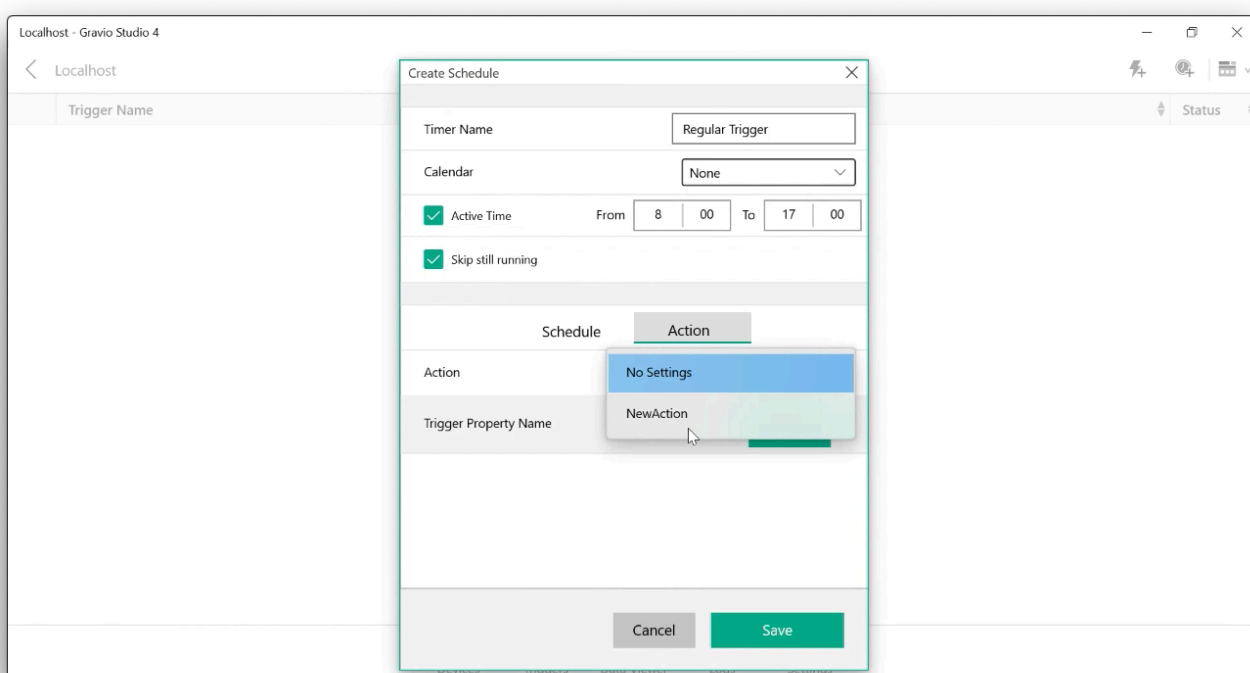 Localhost - Gravio Studio 4
Localhost
Trigger Name
Status
Create Schedule
Timer Name
Regular Trigger
Calendar
None
Active Time From 8 00 To 17 00
Skip still running
Schedule Action
Action
No Settings
NewAction
Trigger Property Name
Cancel Save